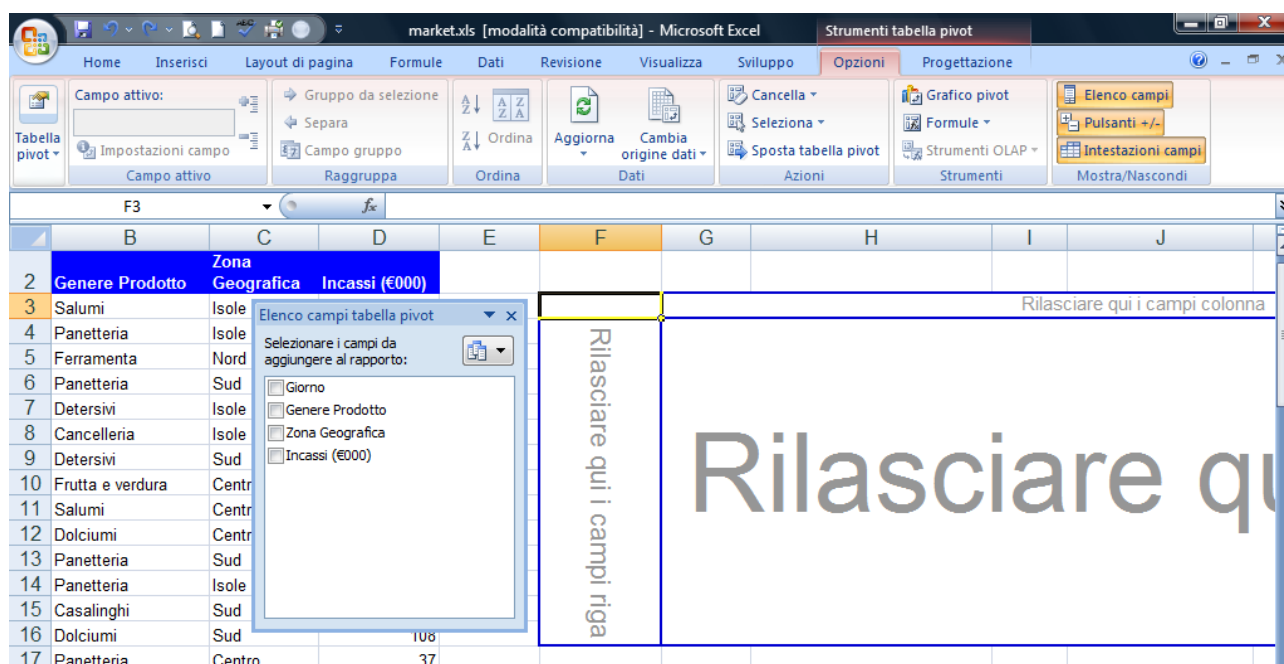 market.xls [modalità compatibilità] - Microsoft Excel
Strumenti tabella pivot
Home Inserisci Layout di pagina Formule Dati Revisione Visualizza Sviluppo Opzioni Progettazione
Campo attivo:
Gruppo da selezione
Cancella
Grafico pivot
Elenco campi
Separa
Seleziona
Formule
Pulsanti +/-
Tabella pivot
Impostazioni campo
Campo gruppo
Ordina
Aggiorna
Cambia origine dati
Sposta tabella pivot
Strumenti OLAP
Intestazioni campi
Campo attivo Raggruppa Ordina Dati Azioni Strumenti Mostra/Nascondi
F3 fx
B C D E F G H I J
2 Genere Prodotto Zona Geografica Incassi (€000)
3 Salumi Isole
4 Panetteria Isole
5 Ferramenta Nord
6 Panetteria Sud
7 Detersivi Isole
8 Cancelleria Isole
9 Detersivi Sud
10 Frutta e verdura Centr
11 Salumi Centr
12 Dolciumi Centr
13 Panetteria Sud
14 Panetteria Isole
15 Casalinghi Sud
16 Dolciumi Sud 108
17 Panetteria Centro 37
Elenco campi tabella pivot
Selezionare i campi da
aggiungere al rapporto:
Giorno
Genere Prodotto
Zona Geografica
Incassi (€000)
Rilasciare qui i campi colonna
Rilasciare qui i campi riga
Rilasciare qu